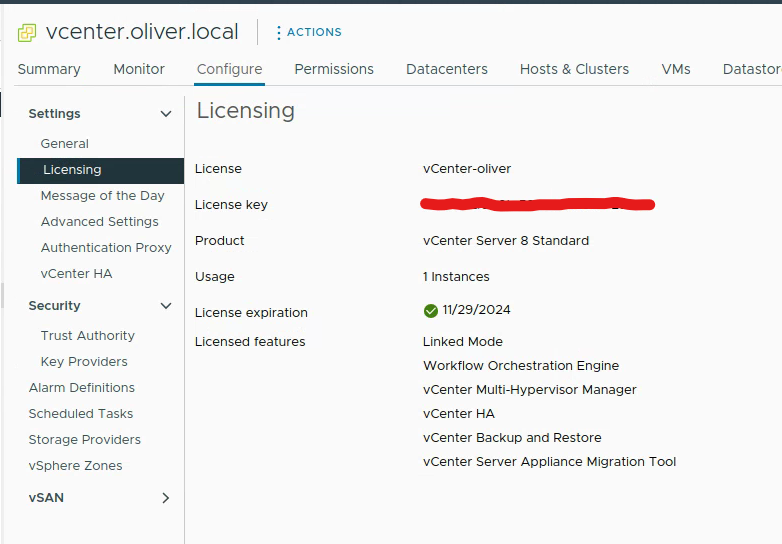 vcenter.oliver.local
ACTIONS
Summary Monitor Configure Permissions Datacenters Hosts & Clusters VMs Datastor
Settings
General
Licensing
Message of the Day
Advanced Settings
Authentication Proxy
vCenter HA
Security
Trust Authority
Key Providers
Alarm Definitions
Scheduled Tasks
Storage Providers
vSphere Zones
vSAN
Licensing
License vCenter-oliver
License key
Product vCenter Server 8 Standard
Usage 1 Instances
License expiration 11/29/2024
Licensed features Linked Mode
Workflow Orchestration Engine
vCenter Multi-Hypervisor Manager
vCenter HA
vCenter Backup and Restore
vCenter Server Appliance Migration Tool